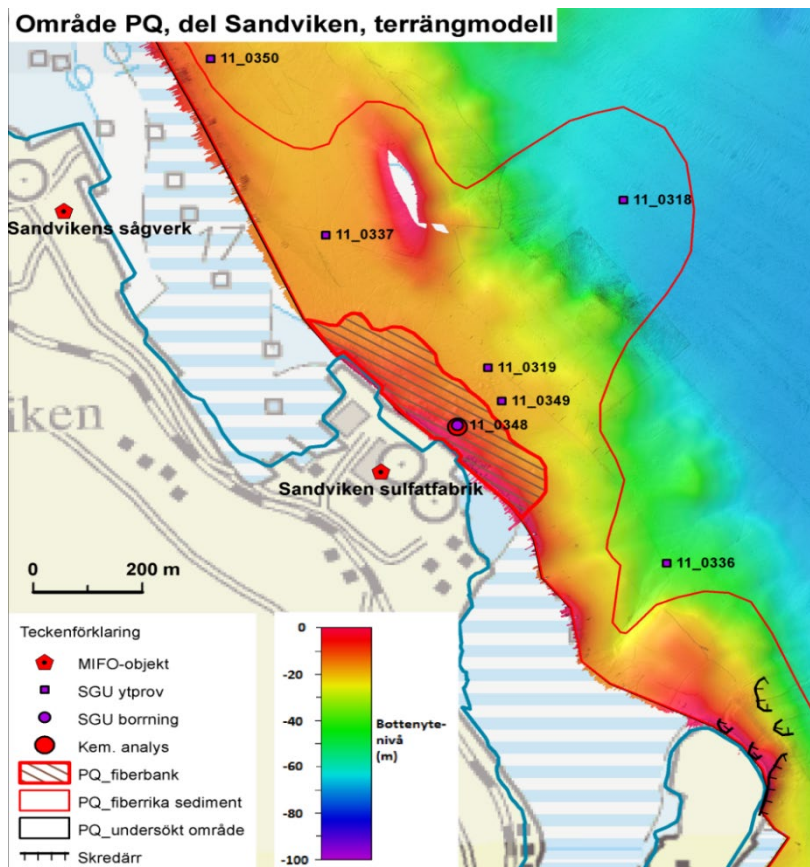 Område PQ, del Sandviken, terrängmodell
11_0350
11_0318
Sandvikens sågverk
17
11_0337
11_0319
11_0349
11_0348
viken
Sandviken sulfatfabrik
11_0336
0 200 m
Teckenförklaring
MIFO-objekt
SGU ytprov
SGU borrning
Kem. analys
PQ_fiberbank
PQ_fiberrika sediment
PQ_undersökt område
Skredärr
0
-20
-40
-60
-80
-100
Bottenyte-
nivå
(m)